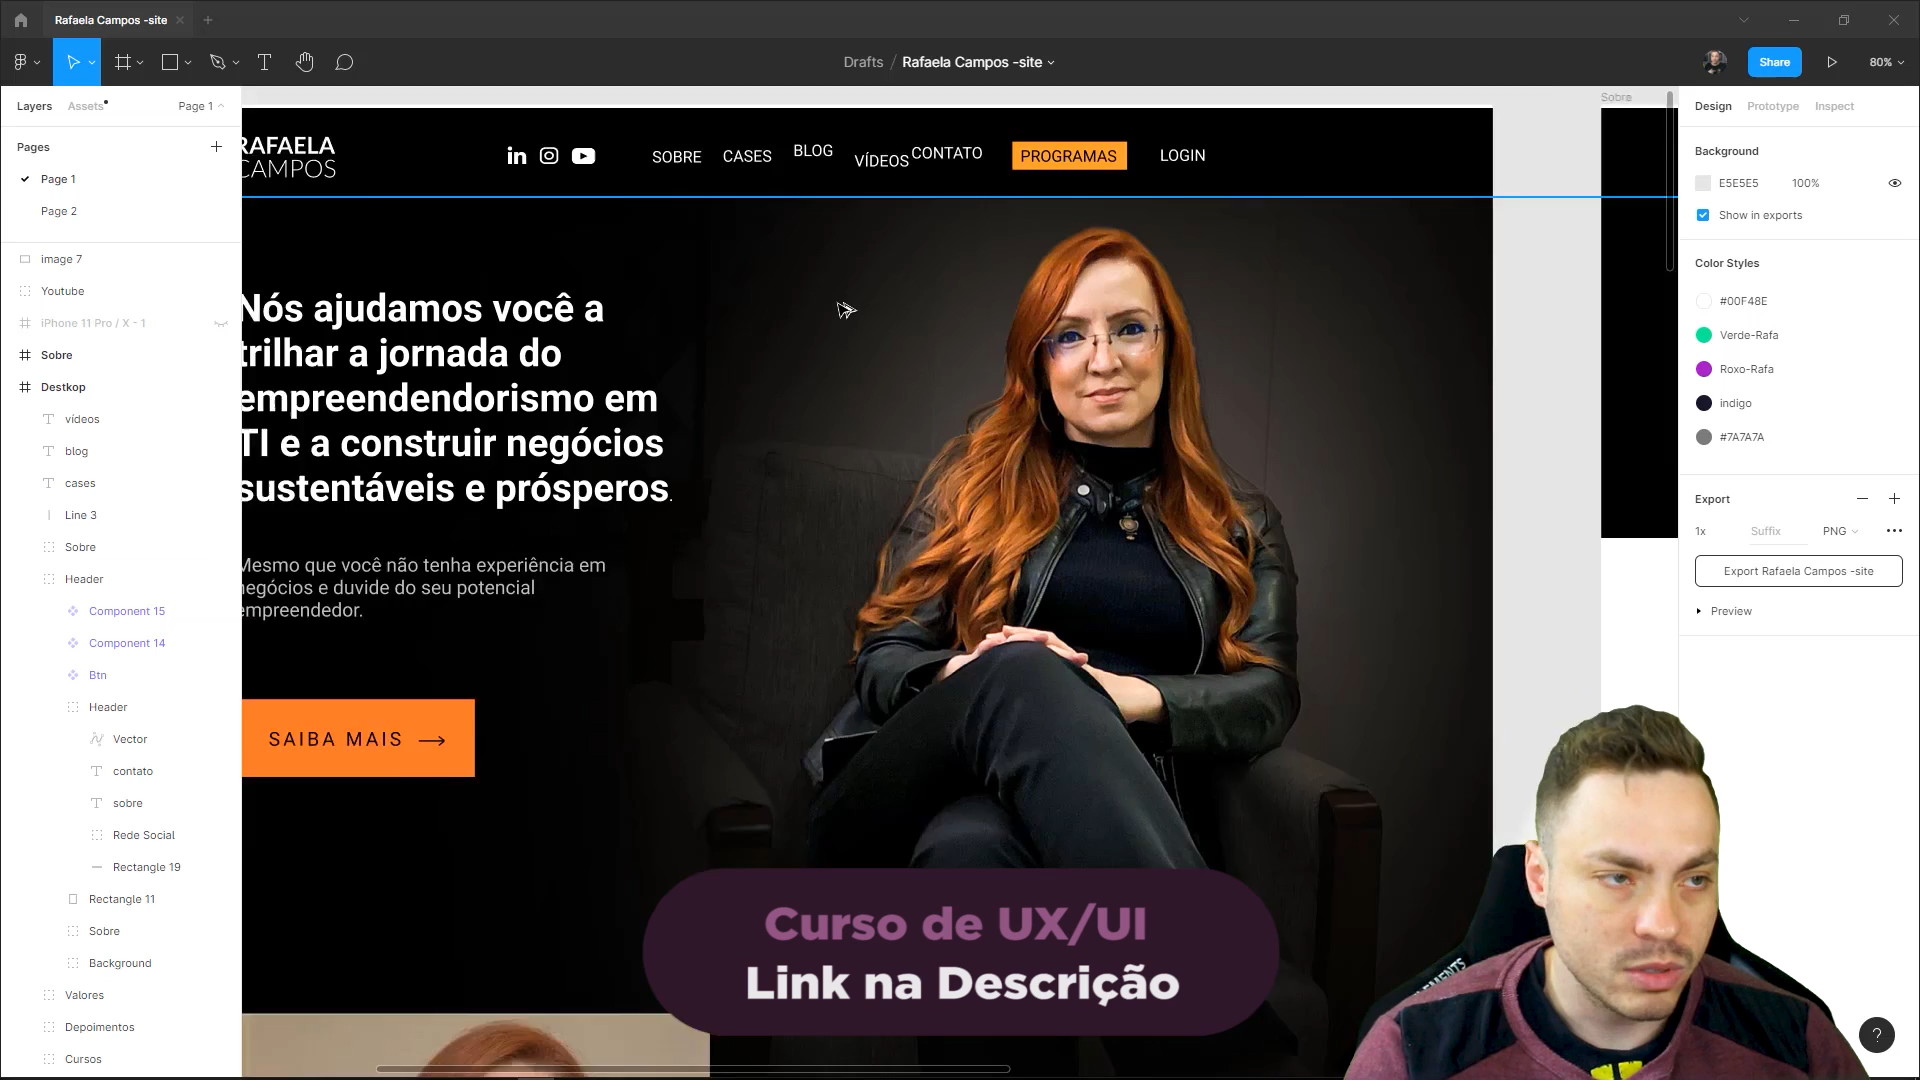 Rafaela Campos -site
Drafts / Rafaela Campos -site
Share
80%
Layers
Assets
Page 1
Pages
Page 1
Page 2
image 7
Youtube
iPhone 11 Pro / X - 1
Sobre
Destkop
vídeos
blog
cases
Line 3
Sobre
Header
Component 15
Component 14
Btn
Header
Vector
contato
sobre
Rede Social
Rectangle 19
Rectangle 11
Sobre
Background
Valores
Depoimentos
Cursos
RAFAELA
CAMPOS
in
SOBRE
CASES
BLOG
VÍDEOS
CONTATO
PROGRAMAS
LOGIN
Nós ajudamos você a
trilhar a jornada do
empreendendorismo em
TI e a construir negócios
sustentáveis e prósperos.
Mesmo que você não tenha experiência em
negócios e duvide do seu potencial
empreendedor.
SAIBA MAIS
Curso de UX/UI
Link na Descrição
Sobre
Design
Prototype
Inspect
Background
E5E5E5
100%
Show in exports
Color Styles
#00F48E
Verde-Rafa
Roxo-Rafa
indigo
#7A7A7A
Export
1x
Suffix
PNG
Export Rafaela Campos -site
Preview
?